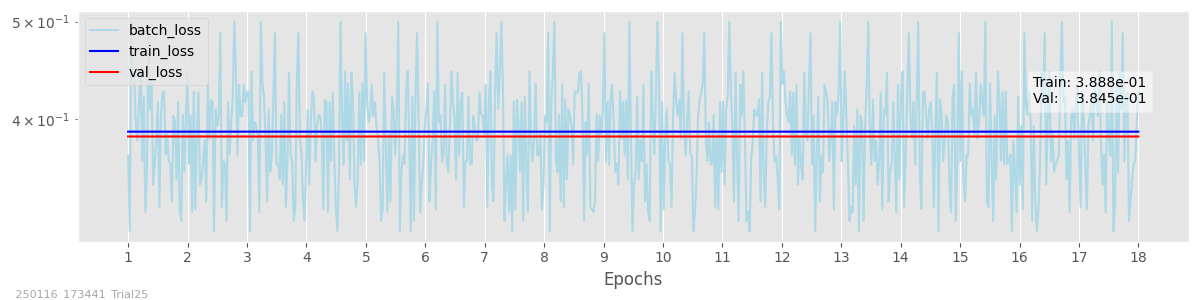 5 × 10⁻¹
4 × 10⁻¹
batch_loss
train_loss
val_loss
Train: 3.888e-01
Val: 3.845e-01
1 2 3 4 5 6 7 8 9 10 11 12 13 14 15 16 17 18
Epochs
250116_173441_Trial25